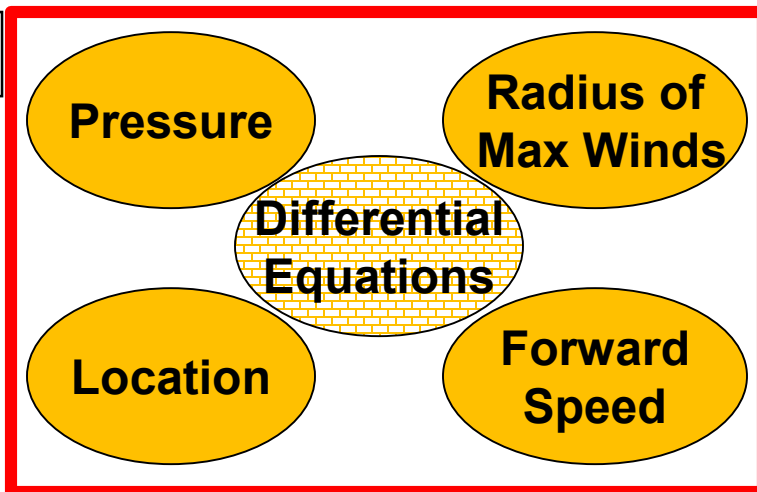 Pressure
Radius of
Max Winds
Differential
Equations
Location
Forward
Speed